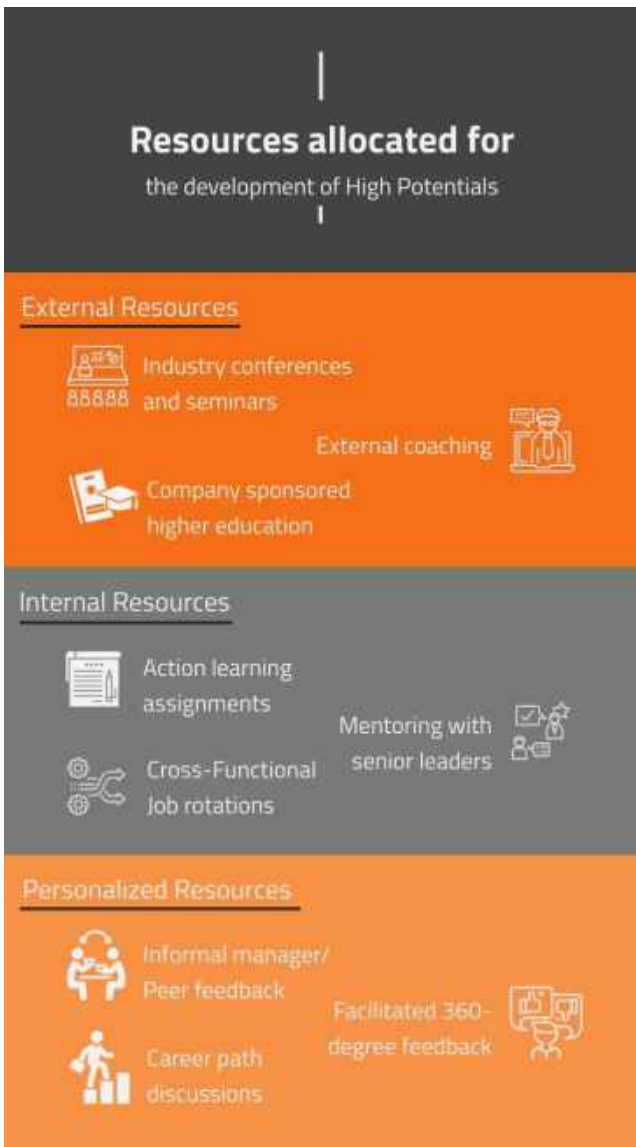 Resources allocated for
the development of High Potentials
External Resources
Industry conferences
and seminars
External coaching
Company sponsored
higher education
Internal Resources
Action learning
assignments
Mentoring with
senior leaders
Cross-Functional
Job rotations
Personalized Resources
Informal manager/
Peer feedback
Facilitated 360-
degree feedback
Career path
discussions